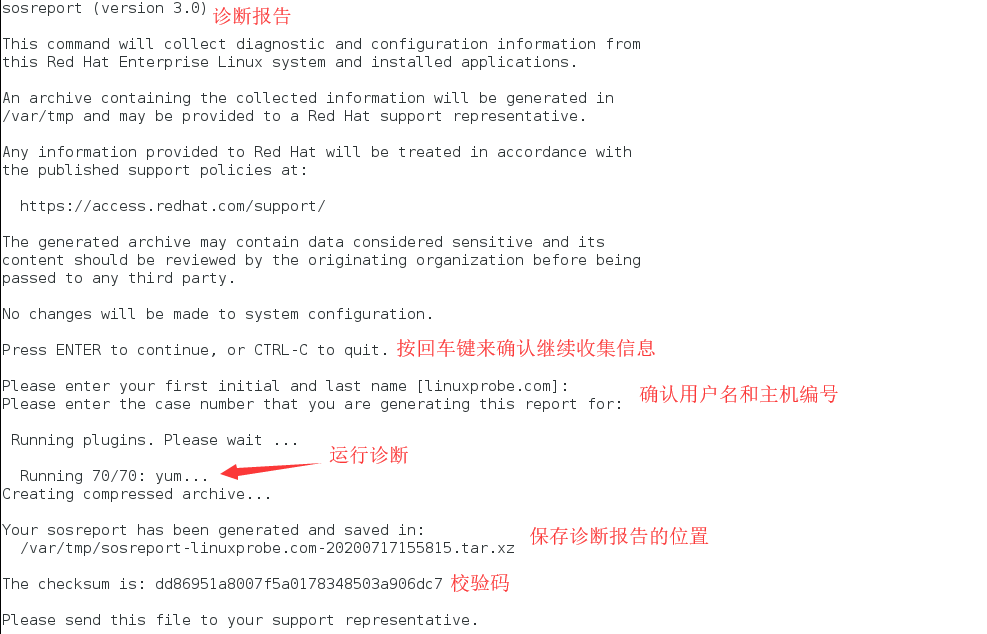 sosreport (version 3.0) 诊断报告
This command will collect diagnostic and configuration information from
this Red Hat Enterprise Linux system and installed applications.
An archive containing the collected information will be generated in
/var/tmp and may be provided to a Red Hat support representative.
Any information provided to Red Hat will be treated in accordance with
the published support policies at:
https://access.redhat.com/support/
The generated archive may contain data considered sensitive and its
content should be reviewed by the originating organization before being
passed to any third party.
No changes will be made to system configuration.
Press ENTER to continue, or CTRL-C to quit. 按回车键来确认继续收集信息
Please enter your first initial and last name [linuxprobe.com]:
Please enter the case number that you are generating this report for: 确认用户名和主机编号
Running plugins. Please wait ...
运行诊断
Running 70/70: yum...
Creating compressed archive...
Your sosreport has been generated and saved in:
/var/tmp/sosreport-linuxprobe.com-20200717155815.tar.xz 保存诊断报告的位置
The checksum is: dd86951a8007f5a0178348503a906dc7 校验码
Please send this file to your support representative.